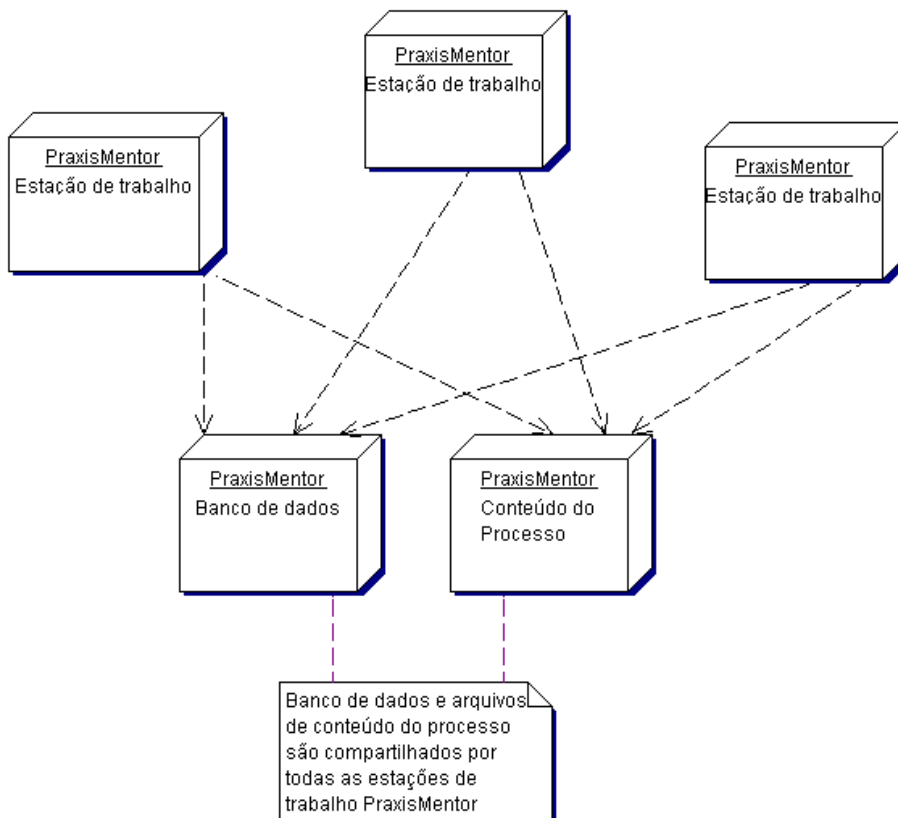 PraxisMentor
Estação de trabalho
PraxisMentor
Estação de trabalho
PraxisMentor
Estação de trabalho
PraxisMentor
Banco de dados
PraxisMentor
Conteúdo do
Processo
Banco de dados e arquivos
de conteúdo do processo
são compartilhados por
todas as estações de
trabalho PraxisMentor